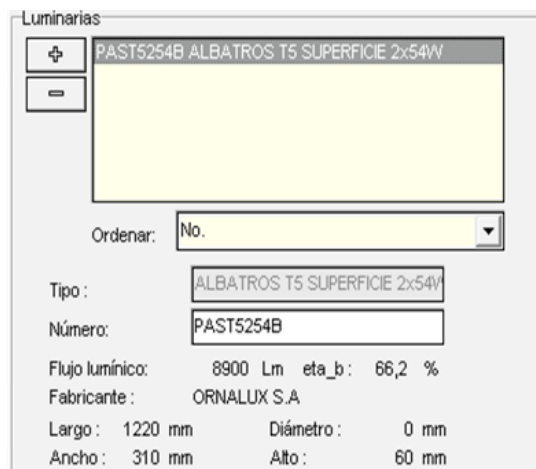 Luminarias
PAST5254B ALBATROS T5 SUPERFICIE 2x54W
Ordenar: No.
Tipo : ALBATROS T5 SUPERFICIE 2x54W
Número: PAST5254B
Flujo lumínico: 8900 Lm eta_b : 66,2 %
Fabricante : ORNALUX S.A
Largo : 1220 mm Diámetro : 0 mm
Ancho : 310 mm Alto : 60 mm